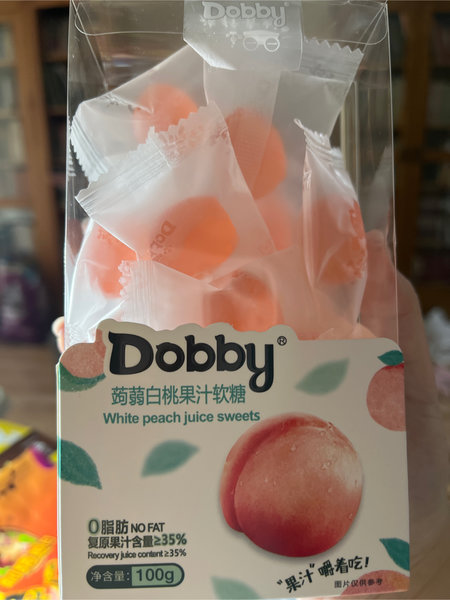 Dobby
Dobby
Dobby®
蒟蒻白桃果汁软糖
White peach juice sweets
0脂肪 NO FAT
复原果汁含量≥35%
Recovery juice content ≥35%
净含量: 100g
"果汁"嚼着吃!
图片仅供参考